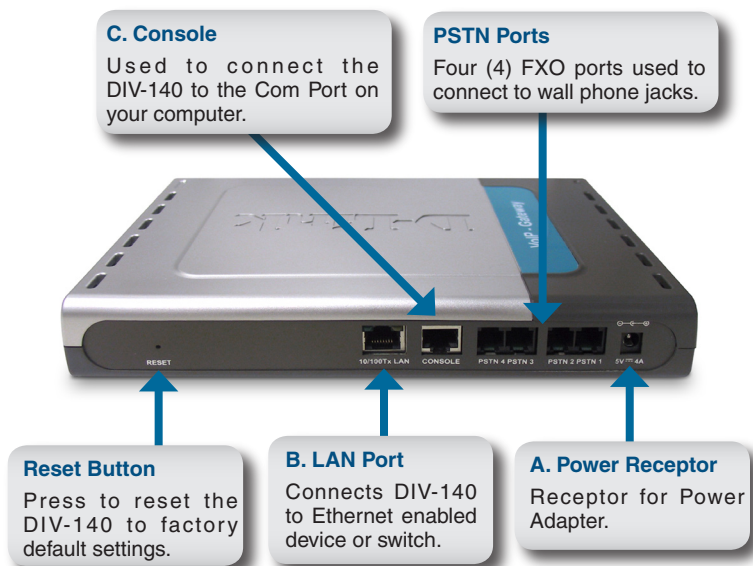 C. Console
Used to connect the
DIV-140 to the Com Port on
your computer.
PSTN Ports
Four (4) FXO ports used to
connect to wall phone jacks.
D-Link
VoIP - Gateway
RESET
10/100Tx LAN
CONSOLE
PSTN 4 PSTN 3
PSTN 2 PSTN 1
5V 4A
Reset Button
Press to reset the
DIV-140 to factory
default settings.
B. LAN Port
Connects DIV-140
to Ethernet enabled
device or switch.
A. Power Receptor
Receptor for Power
Adapter.